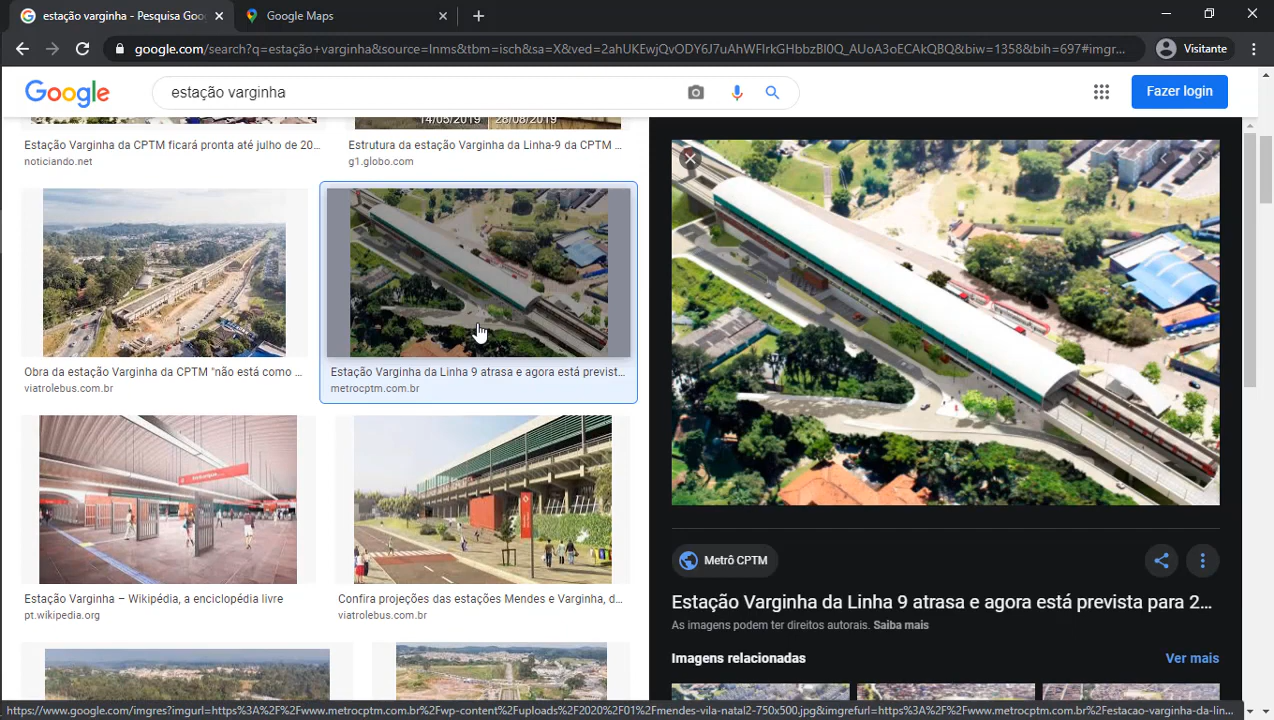 estação varginha - Pesquisa Goo
Google Maps
google.com/search?q=estação+varginha&source=lnms&tbm=isch&sa=X&ved=2ahUKEwjQvODY6J7uAhWFIrkGHbbzBl0Q_AUoA3oECAkQBQ&biw=1358&bih=697#imgr...
Visitante
Google
estação varginha
Fazer login
14/05/2019 28/08/2019
Estação Varginha da CPTM ficará pronta até julho de 20...
noticiando.net
Estrutura da estação Varginha da Linha-9 da CPTM ...
g1.globo.com
Obra da estação Varginha da CPTM "não está como ...
viatrolebus.com.br
Estação Varginha da Linha 9 atrasa e agora está previst...
metrocptm.com.br
Estação Varginha – Wikipédia, a enciclopédia livre
pt.wikipedia.org
Confira projeções das estações Mendes e Varginha, d...
viatrolebus.com.br
Metrô CPTM
Estação Varginha da Linha 9 atrasa e agora está prevista para 2...
As imagens podem ter direitos autorais. Saiba mais
Imagens relacionadas
Ver mais
https://www.google.com/imgres?imgurl=https%3A%2F%2Fwww.metrocptm.com.br%2Fwp-content%2Fuploads%2F2020%2F01%2Fmendes-vila-natal2-750x500.jpg&imgrefurl=https%3A%2F%2Fwww.metrocptm.com.br%2Festacao-varginha-da-lin...